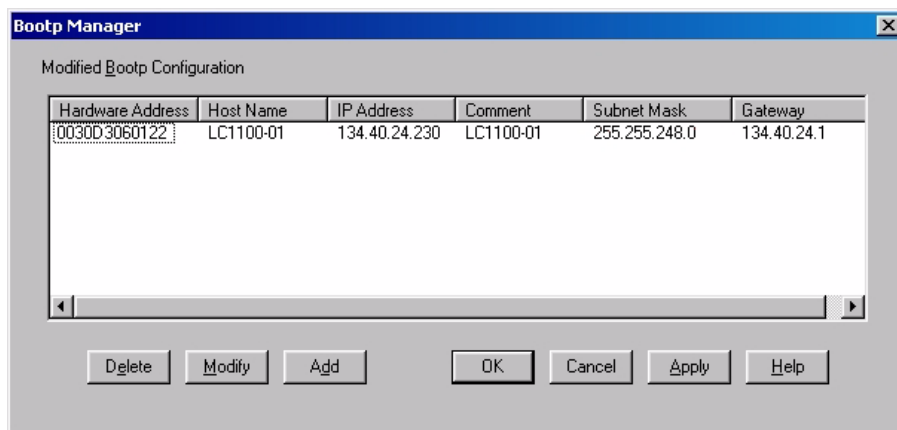 Bootp Manager
Modified Bootp Configuration
Hardware Address Host Name IP Address Comment Subnet Mask Gateway
0030D3060122 LC1100-01 134.40.24.230 LC1100-01 255.255.248.0 134.40.24.1
Delete Modify Add OK Cancel Apply Help